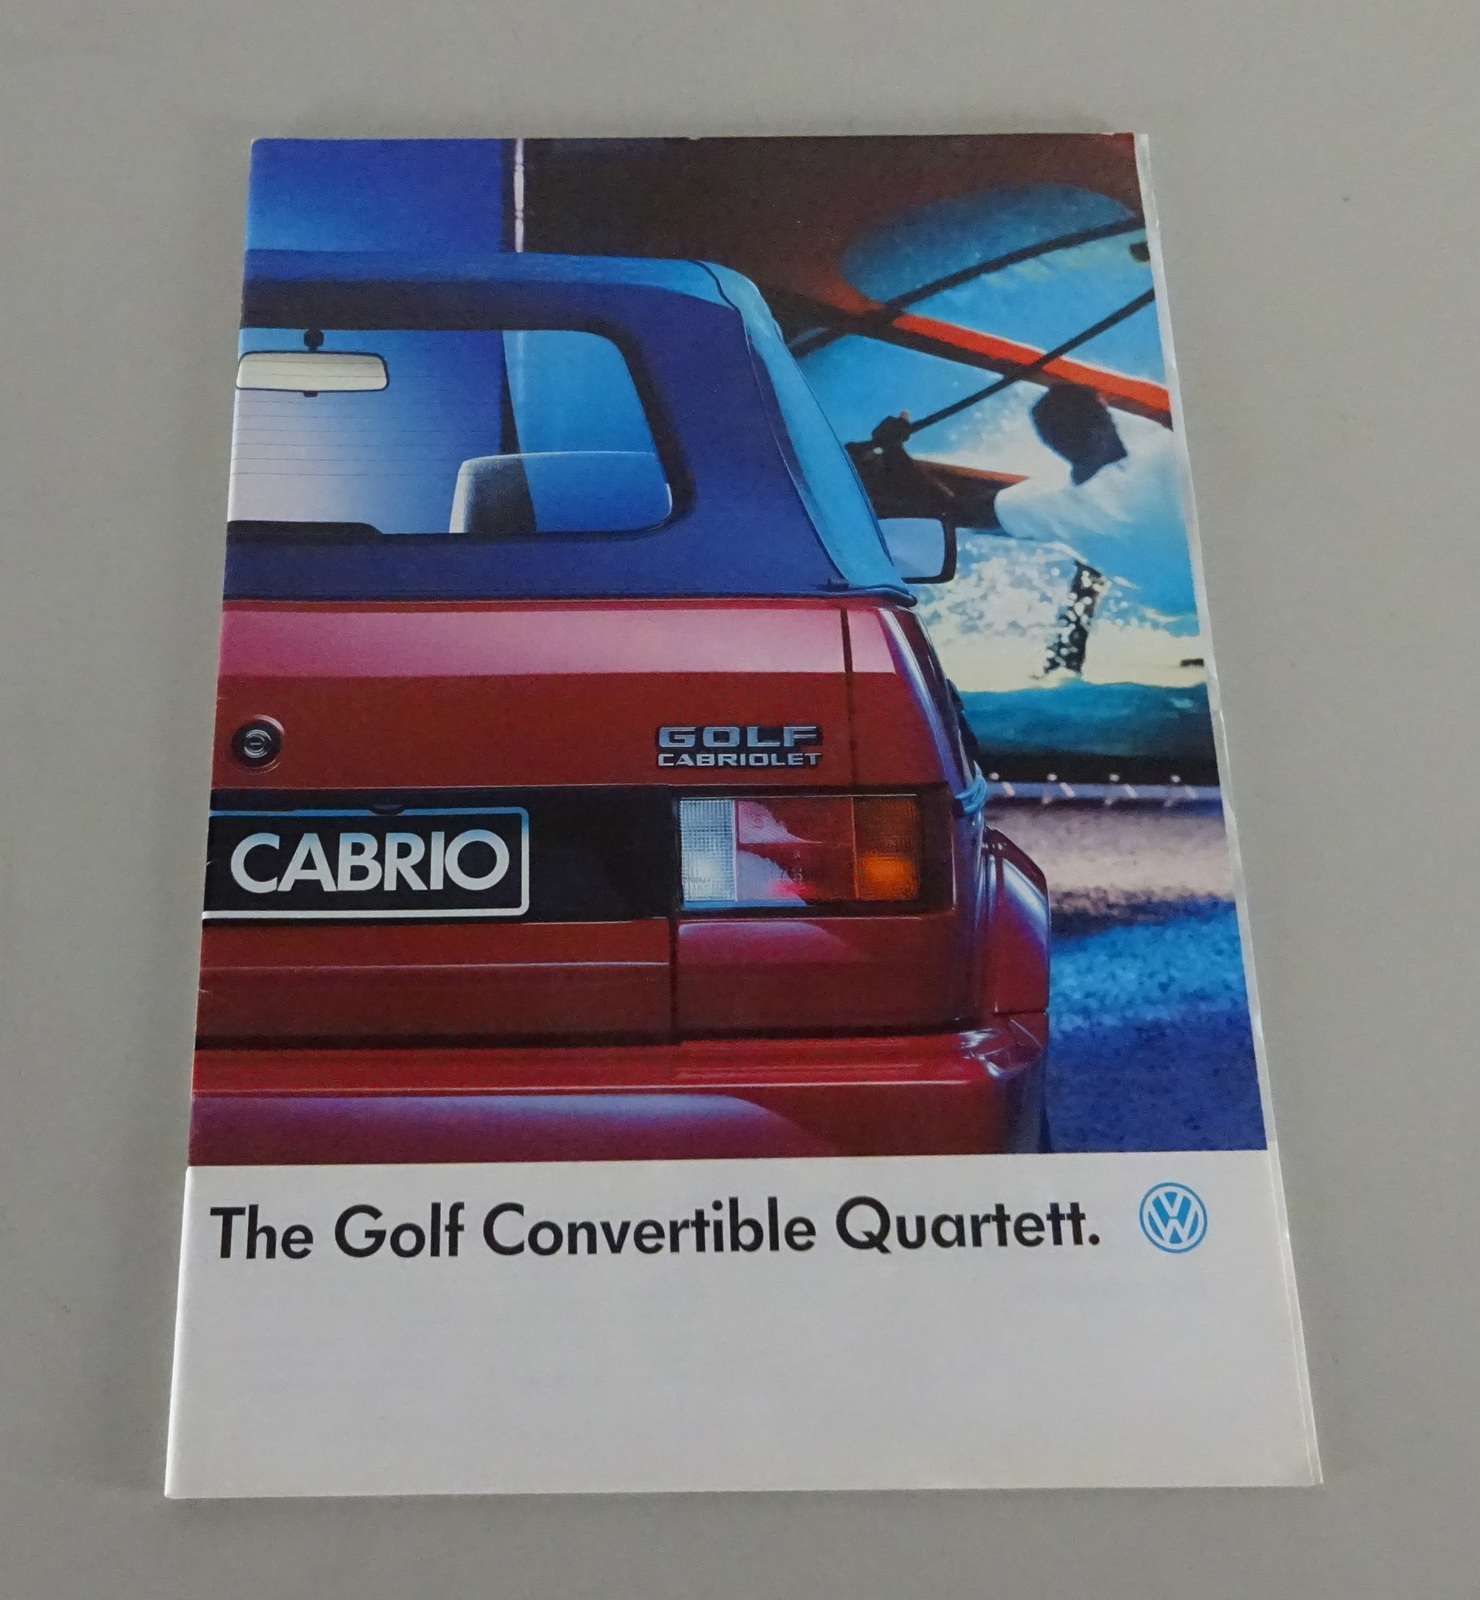 GOLF
CABRIOLET
CABRIO
The Golf Convertible Quartett.